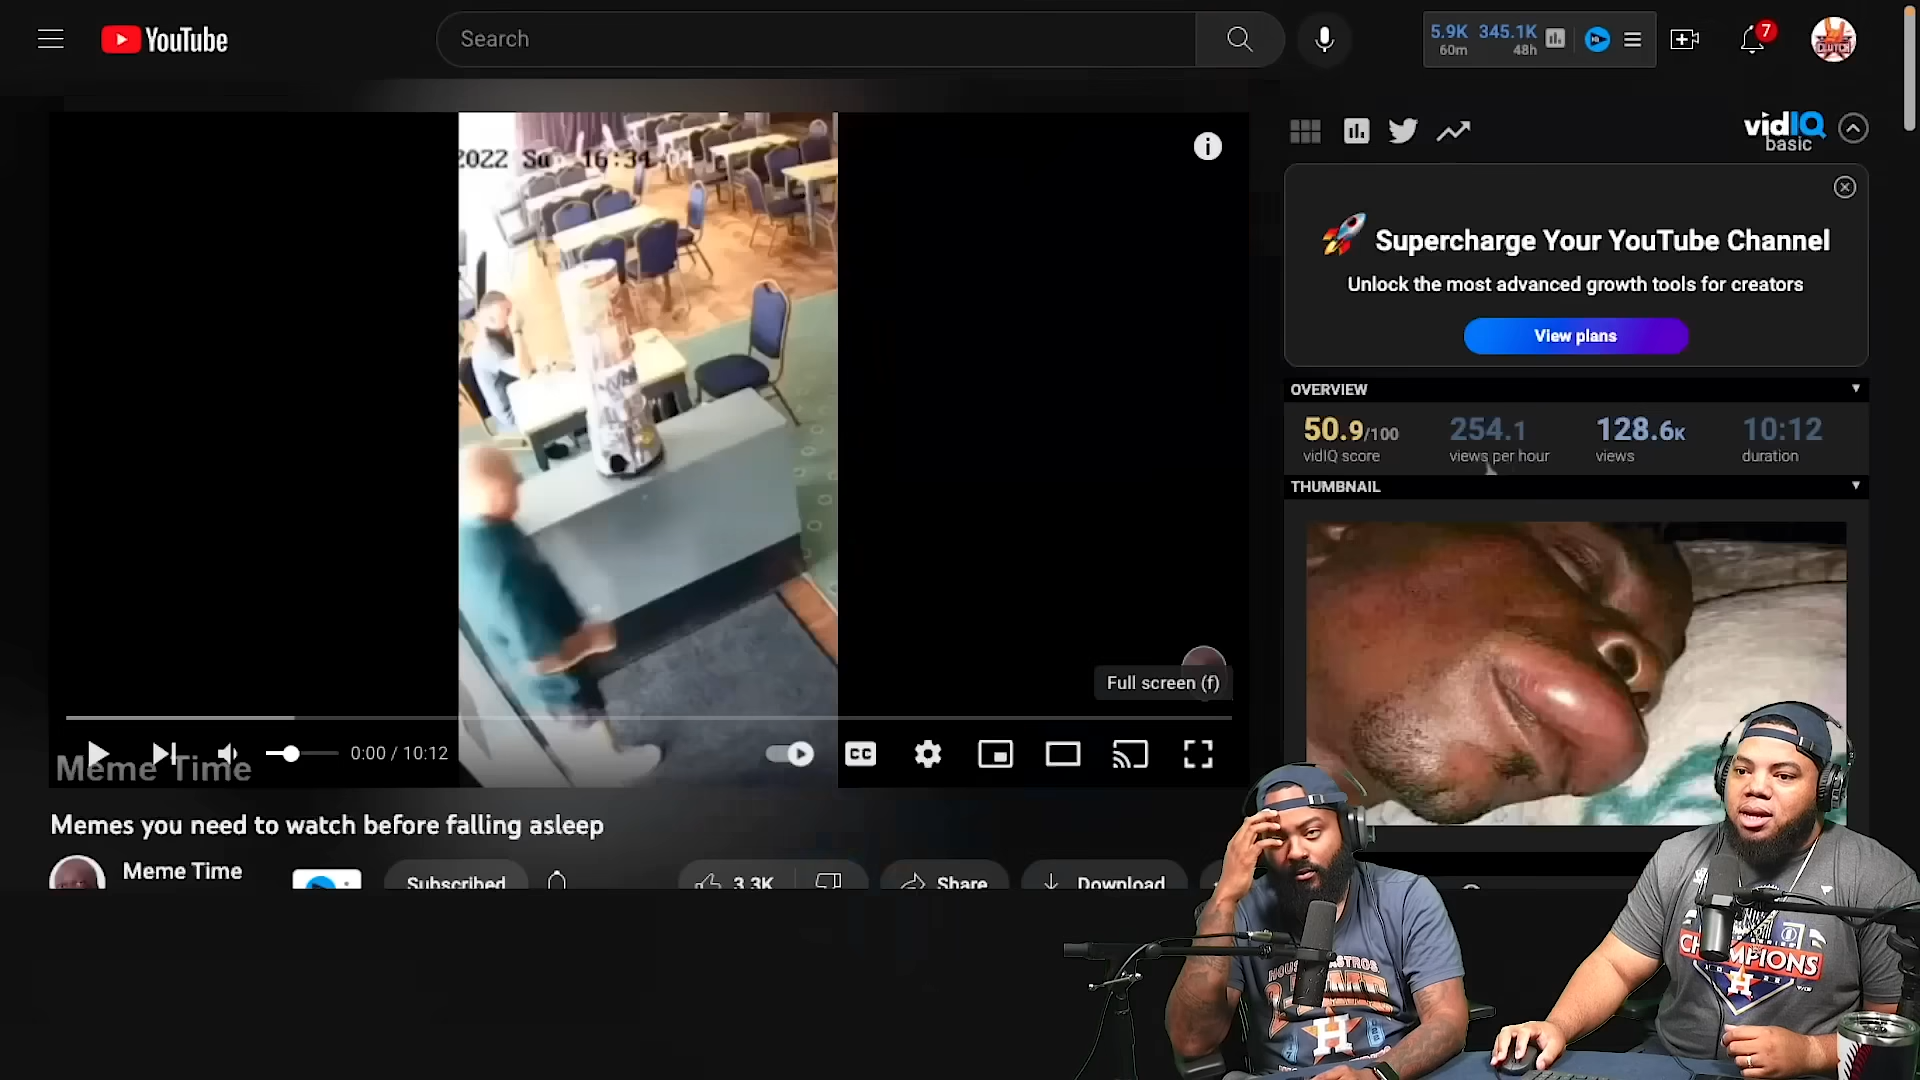 YouTube
Search
5.9K 345.1K
60m 48h
7
2022 Sa 16:34
vidIQ
basic
Supercharge Your YouTube Channel
Unlock the most advanced growth tools for creators
View plans
OVERVIEW
50.9/100 254.1 128.6K 10:12
vidIQ score views per hour views duration
THUMBNAIL
Full screen (f)
0:00 / 10:12
CC
Meme Time
Memes you need to watch before falling asleep
Meme Time
Subscribed
3.3K
Share
Download
CHAMPIONS
H
H